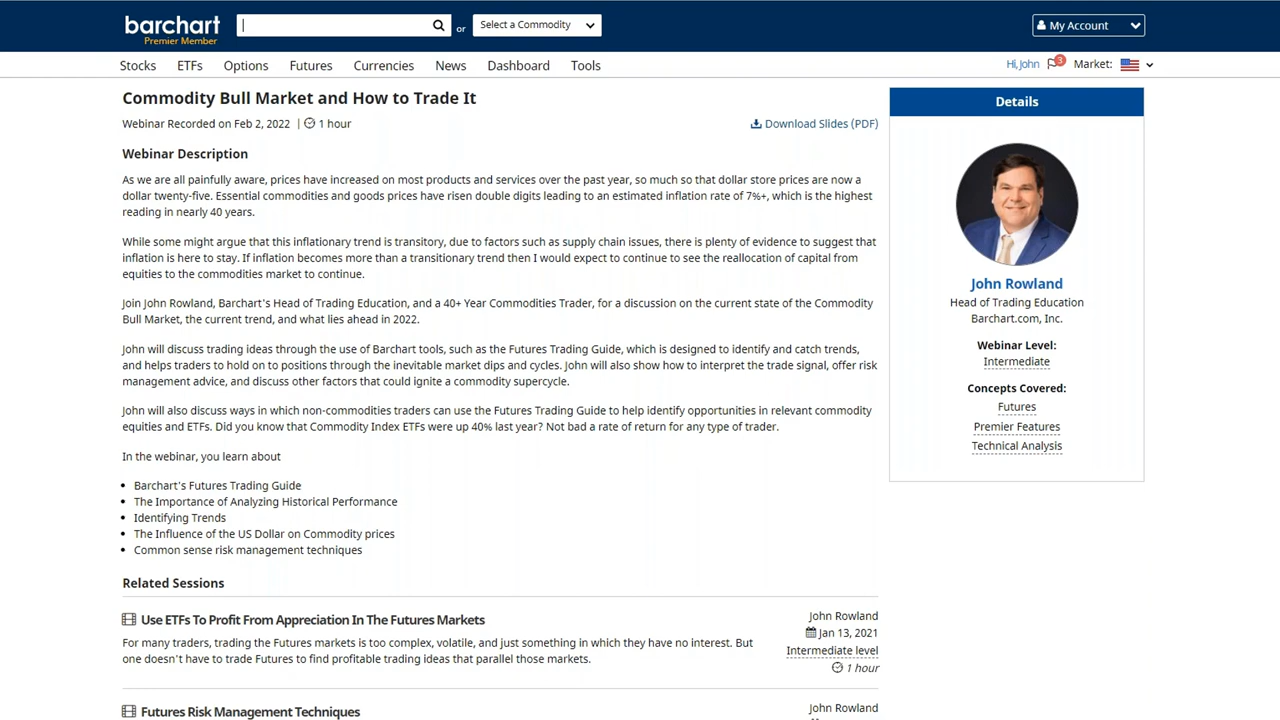 barchart
Premier Member
or
Select a Commodity
My Account
Stocks
ETFs
Options
Futures
Currencies
News
Dashboard
Tools
Hi, John
3
Market:
Commodity Bull Market and How to Trade It
Webinar Recorded on Feb 2, 2022 | 1 hour
Download Slides (PDF)
Webinar Description
As we are all painfully aware, prices have increased on most products and services over the past year, so much so that dollar store prices are now a
dollar twenty-five. Essential commodities and goods prices have risen double digits leading to an estimated inflation rate of 7%+, which is the highest
reading in nearly 40 years.
While some might argue that this inflationary trend is transitory, due to factors such as supply chain issues, there is plenty of evidence to suggest that
inflation is here to stay. If inflation becomes more than a transitionary trend then I would expect to continue to see the reallocation of capital from
equities to the commodities market to continue.
Join John Rowland, Barchart's Head of Trading Education, and a 40+ Year Commodities Trader, for a discussion on the current state of the Commodity
Bull Market, the current trend, and what lies ahead in 2022.
John will discuss trading ideas through the use of Barchart tools, such as the Futures Trading Guide, which is designed to identify and catch trends,
and helps traders to hold on to positions through the inevitable market dips and cycles. John will also show how to interpret the trade signal, offer risk
management advice, and discuss other factors that could ignite a commodity supercycle.
John will also discuss ways in which non-commodities traders can use the Futures Trading Guide to help identify opportunities in relevant commodity
equities and ETFs. Did you know that Commodity Index ETFs were up 40% last year? Not bad a rate of return for any type of trader.
In the webinar, you learn about
• Barchart's Futures Trading Guide
• The Importance of Analyzing Historical Performance
• Identifying Trends
• The Influence of the US Dollar on Commodity prices
• Common sense risk management techniques
Related Sessions
Use ETFs To Profit From Appreciation In The Futures Markets
For many traders, trading the Futures markets is too complex, volatile, and just something in which they have no interest. But
one doesn't have to trade Futures to find profitable trading ideas that parallel those markets.
John Rowland
Jan 13, 2021
Intermediate level
1 hour
Futures Risk Management Techniques
John Rowland
Details
John Rowland
Head of Trading Education
Barchart.com, Inc.
Webinar Level:
Intermediate
Concepts Covered:
Futures
Premier Features
Technical Analysis